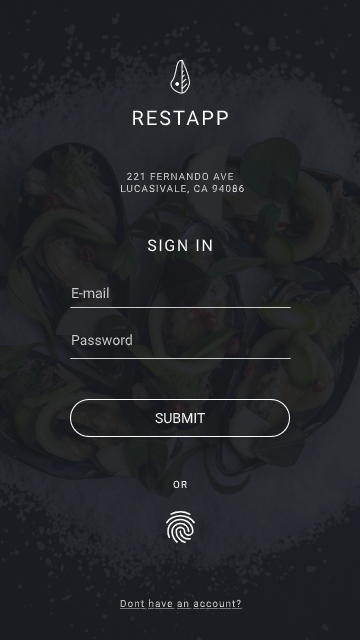 RESTAPP
221 FERNANDO AVE
LUCASIVALE, CA 94086
SIGN IN
E-mail
Password
SUBMIT
OR
Dont have an account?